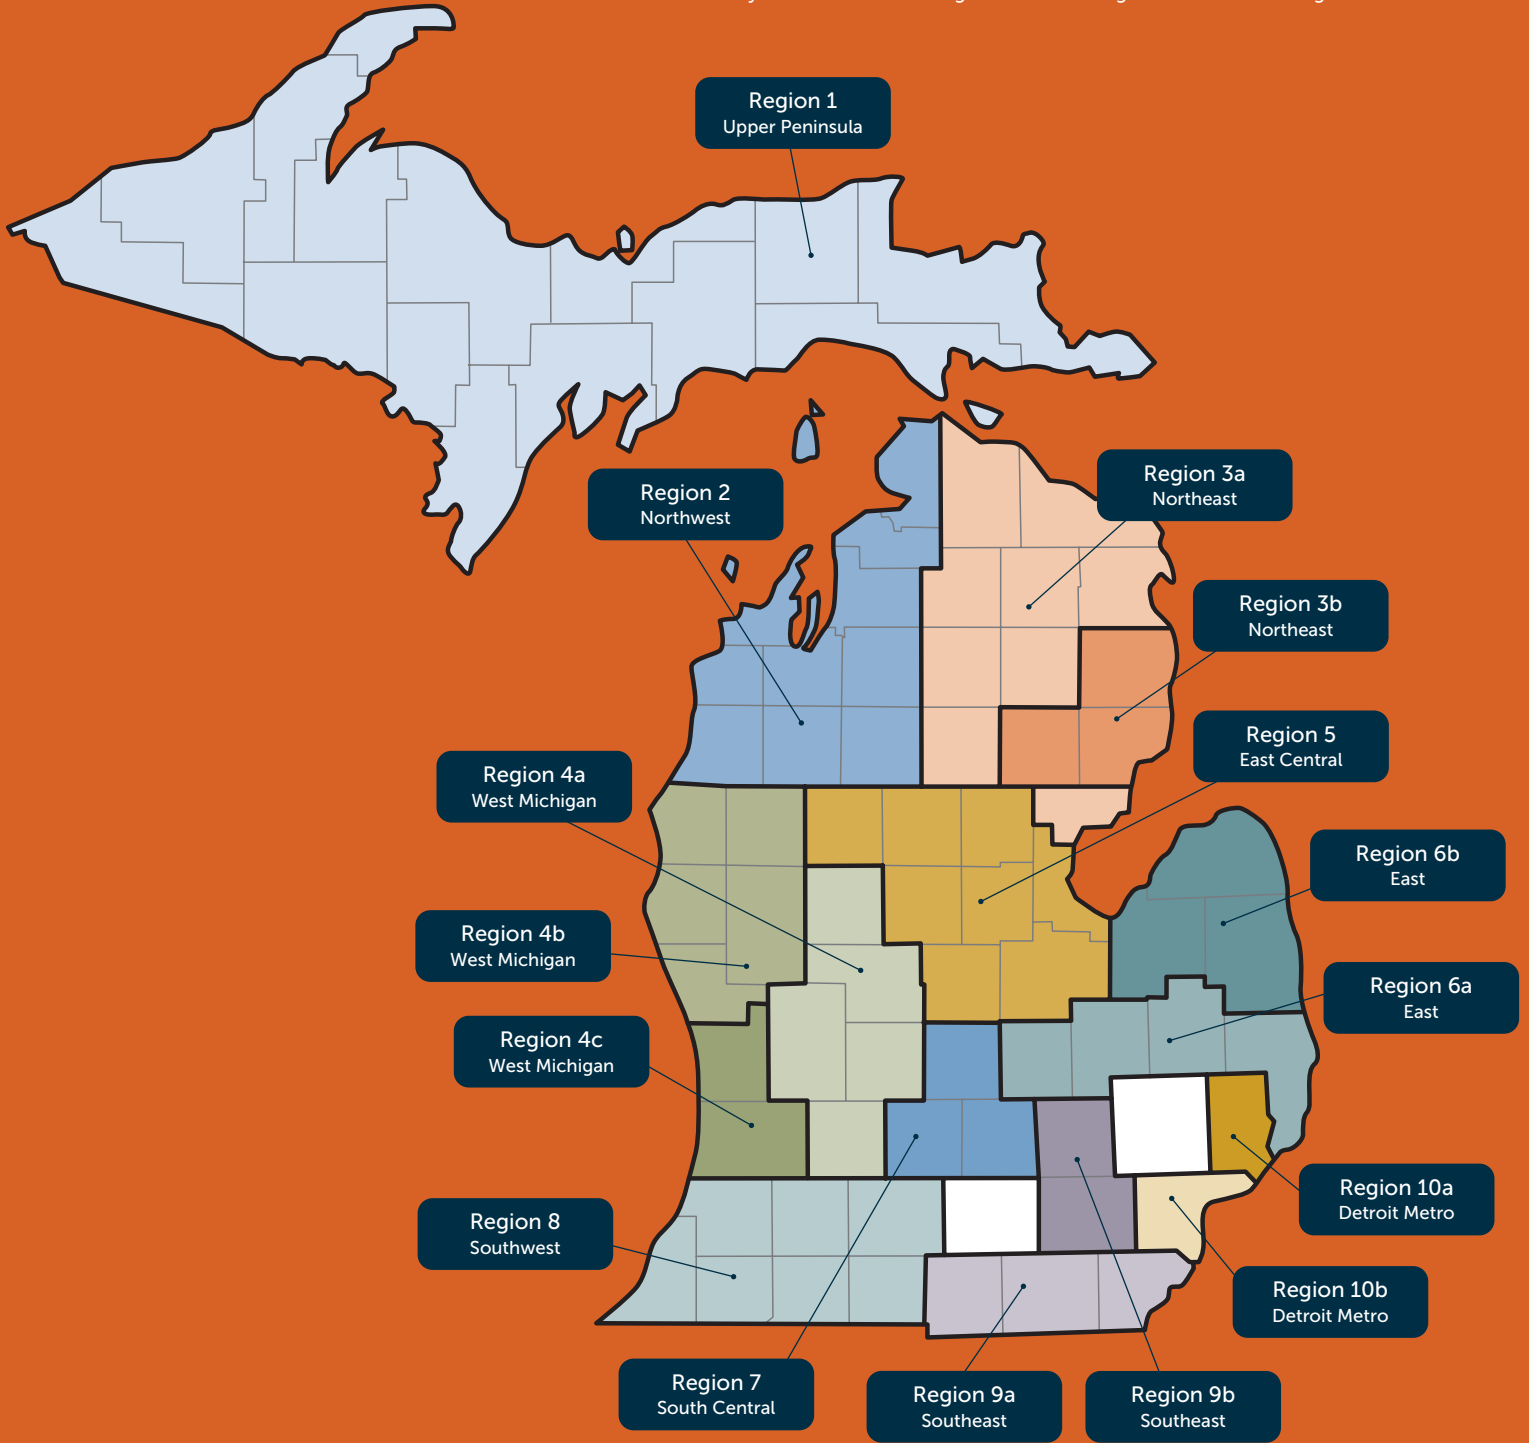 Region 1
Upper Peninsula
Region 3a
Northeast
Region 2
Northwest
Region 3b
Northeast
Region 5
East Central
Region 4a
West Michigan
Region 6b
East
Region 4b
West Michigan
Region 6a
East
Region 4c
West Michigan
Region 10a
Detroit Metro
Region 8
Southwest
Region 10b
Detroit Metro
Region 7
South Central
Region 9a
Southeast
Region 9b
Southeast